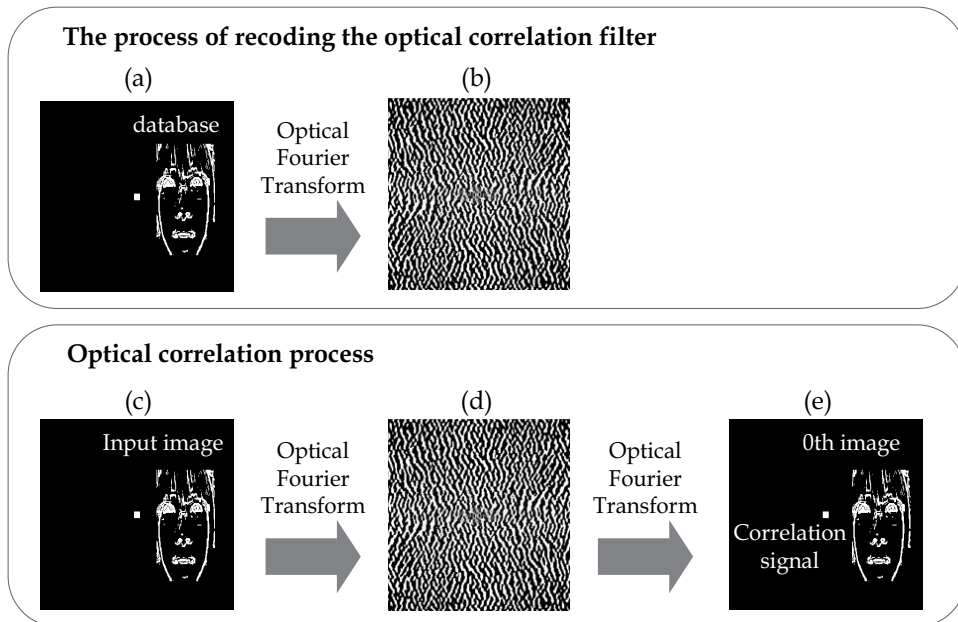 The process of recoding the optical correlation filter
(a)
(b)
database
Optical
Fourier
Transform
Optical correlation process
(c)
(d)
(e)
Input image
Optical
Fourier
Transform
Optical
Fourier
Transform
0th image
Correlation
signal